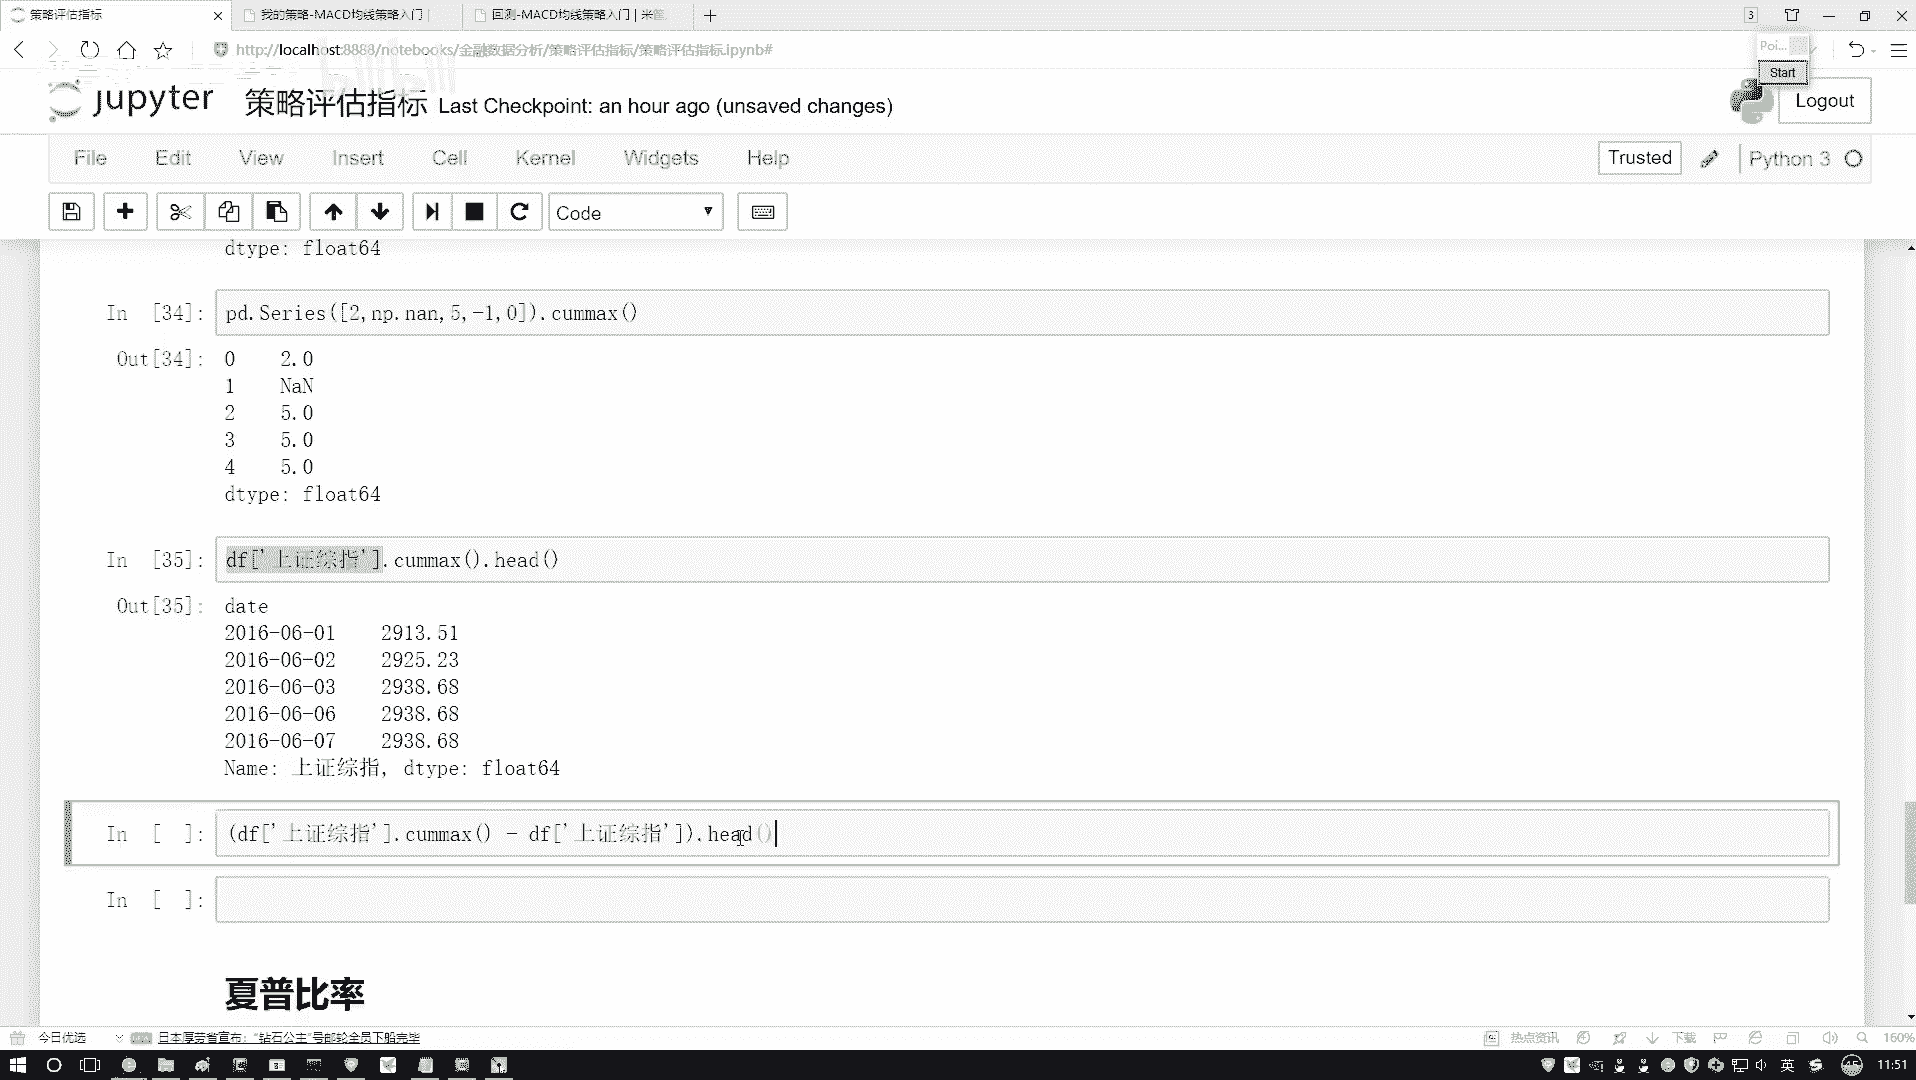 策略评估指标
我的策略-MACD均线策略入门 |
回测-MACD均线策略入门 | 米筐
3
http://localhost:8888/notebooks/金融数据分析/策略评估指标/策略评估指标.ipynb#
Poi...
Start
jupyter 策略评估指标 Last Checkpoint: an hour ago (unsaved changes)
Logout
File Edit View Insert Cell Kernel Widgets Help
Trusted Python 3
Code
dtype: float64
In [34]: pd.Series([2,np.nan,5,-1,0]).cummax()
Out[34]: 0 2.0
1 NaN
2 5.0
3 5.0
4 5.0
dtype: float64
In [35]: df['上证综指'].cummax().head()
Out[35]: date
2016-06-01 2913.51
2016-06-02 2925.23
2016-06-03 2938.68
2016-06-06 2938.68
2016-06-07 2938.68
Name: 上证综指, dtype: float64
In [ ]: (df['上证综指'].cummax() - df['上证综指']).head()
In [ ]:
夏普比率
今日优选
日本厚劳省宣布：“钻石公主”号邮轮全员下船完毕
热点资讯
下载
160%
英
45
11:51